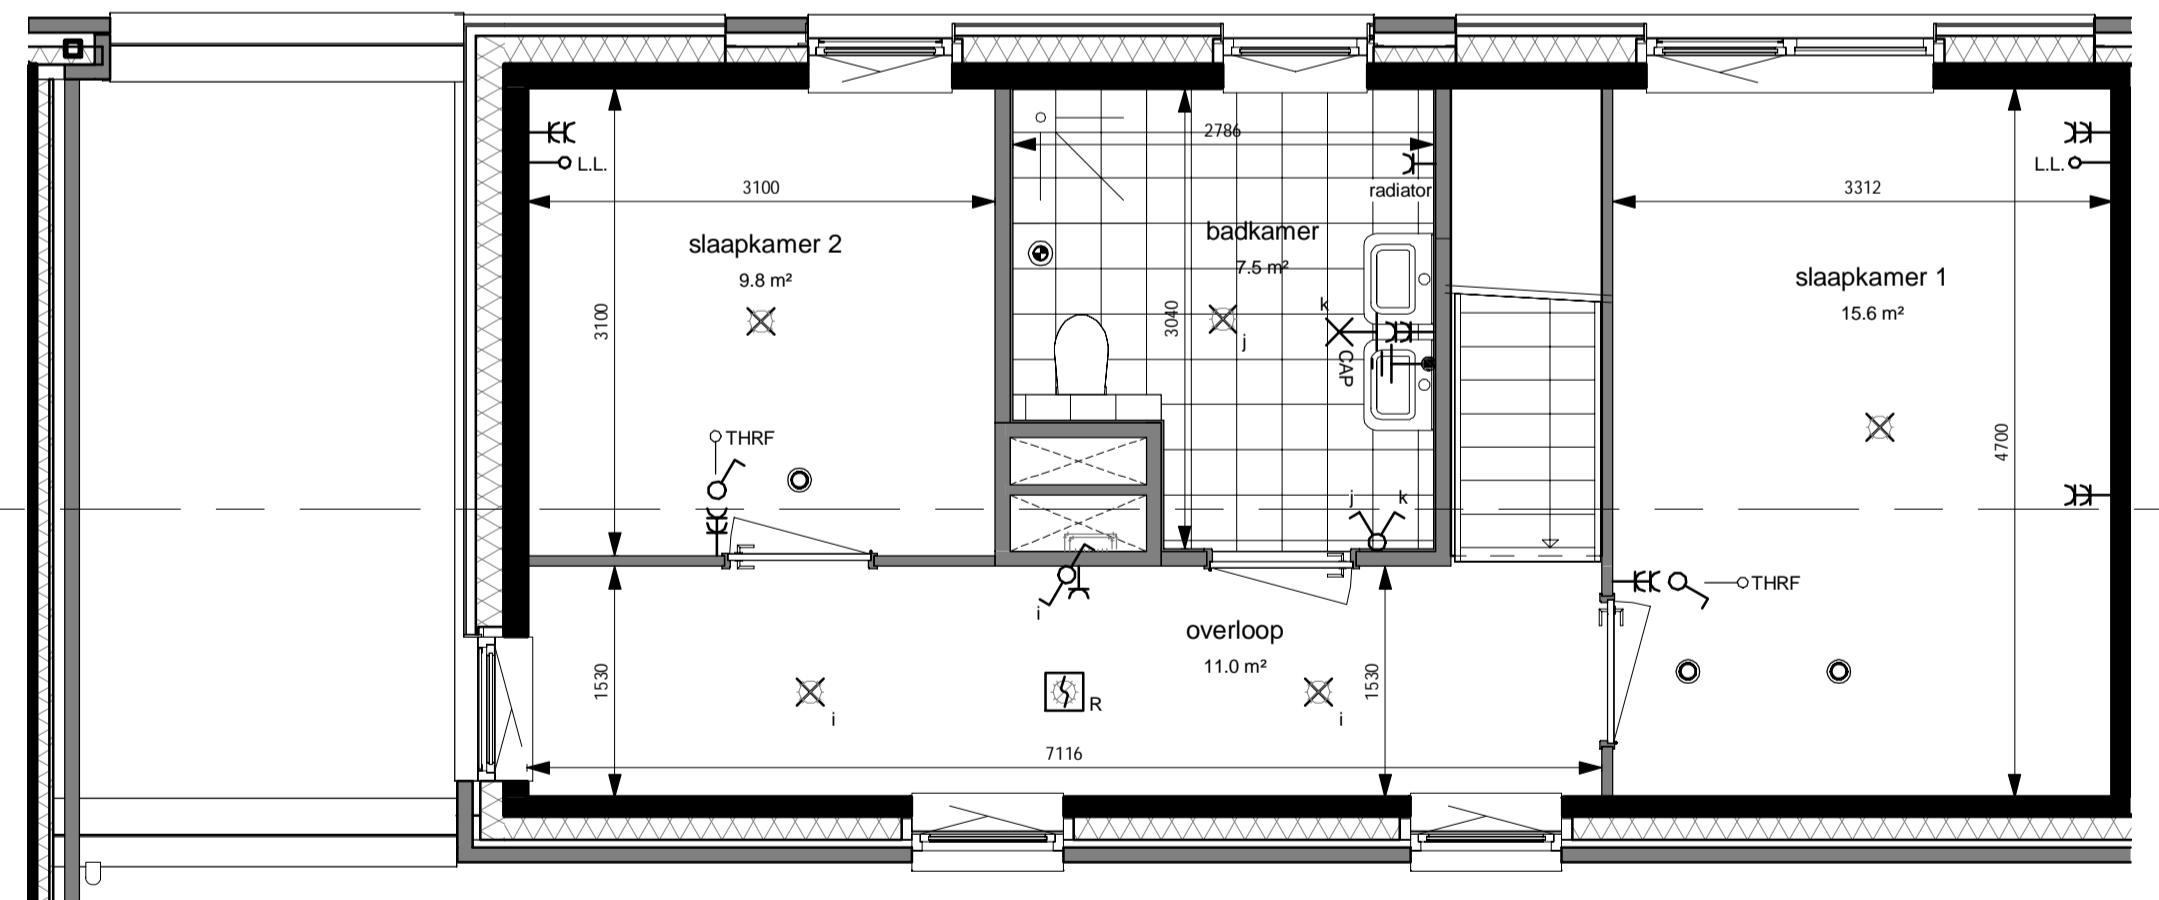 L.L.
3100
slaapkamer 2
9.8 m²
3100
THRF
2786
radiator
badkamer
7.5 m²
3040
j
k
CAP
j
k
L.L.
3312
slaapkamer 1
15.6 m²
4700
THRF
i
overloop
11.0 m²
1530
i
R
i
1530
7116